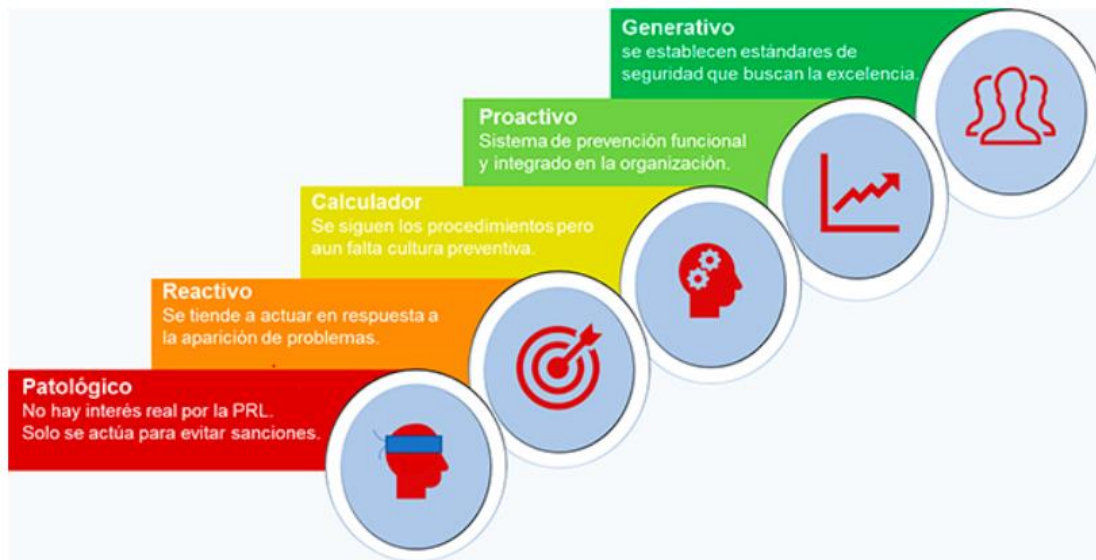 Generativo
se establecen estándares de
seguridad que buscan la excelencia.
Proactivo
Sistema de prevención funcional
y integrado en la organización.
Calculador
Se siguen los procedimientos pero
aun falta cultura preventiva.
Reactivo
Se tiende a actuar en respuesta a
la aparición de problemas.
Patológico
No hay interés real por la PRL.
Solo se actúa para evitar sanciones.